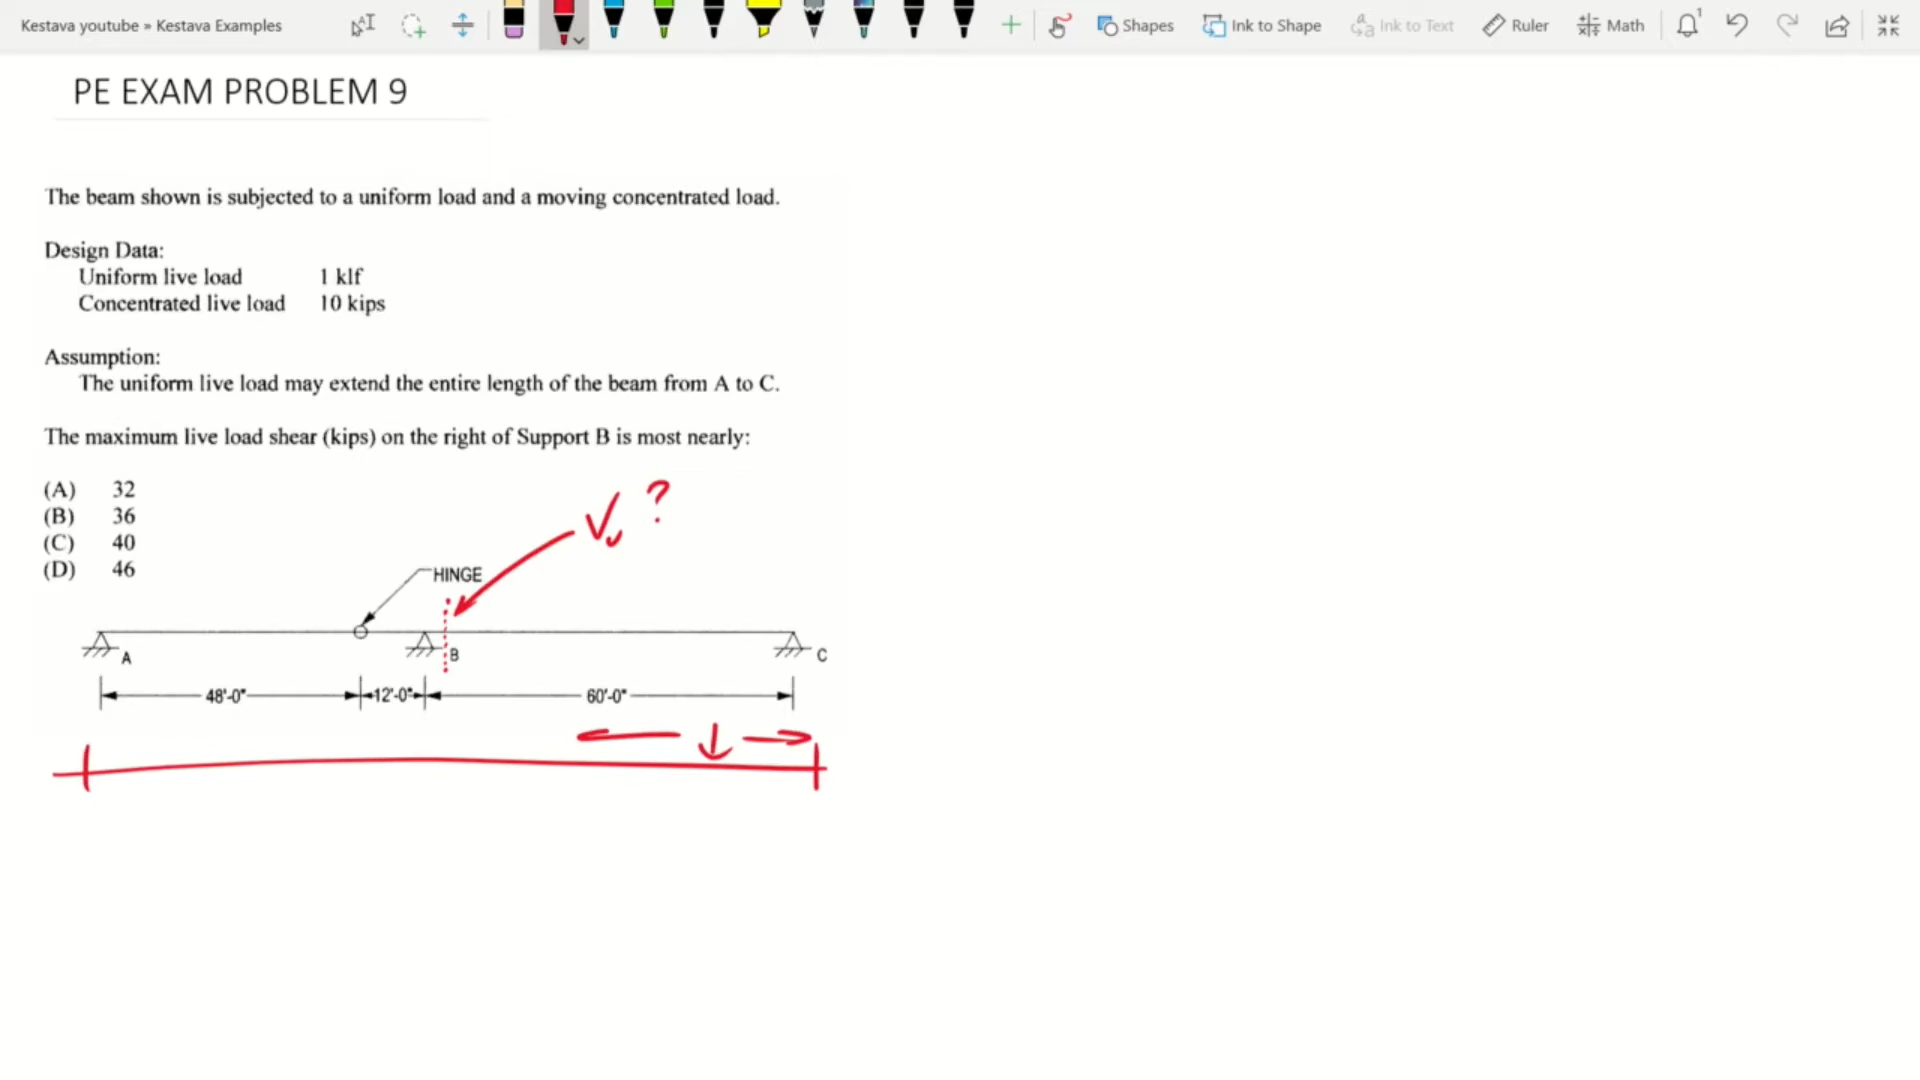 Kestava youtube » Kestava Examples
Shapes
Ink to Shape
Ink to Text
Ruler
Math
1
PE EXAM PROBLEM 9
The beam shown is subjected to a uniform load and a moving concentrated load.
Design Data:
Uniform live load 1 klf
Concentrated live load 10 kips
Assumption:
The uniform live load may extend the entire length of the beam from A to C.
The maximum live load shear (kips) on the right of Support B is most nearly:
(A) 32
(B) 36
(C) 40
(D) 46
?
HINGE
A
B
C
48'-0"
12'-0"
60'-0"